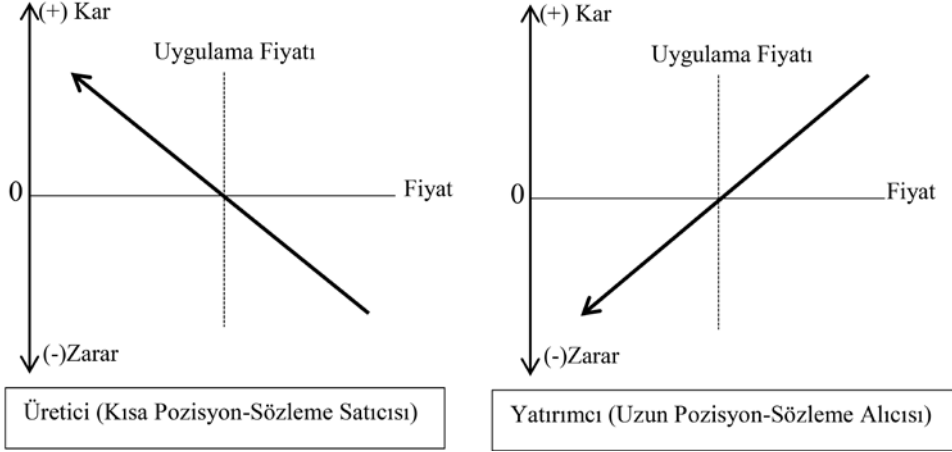 (+) Kar
Uygulama Fiyatı
0
Fiyat
(-)Zarar
Üretici (Kısa Pozisyon-Sözleme Satıcısı)
(+) Kar
Uygulama Fiyatı
0
Fiyat
(-)Zarar
Yatırımcı (Uzun Pozisyon-Sözleme Alıcısı)